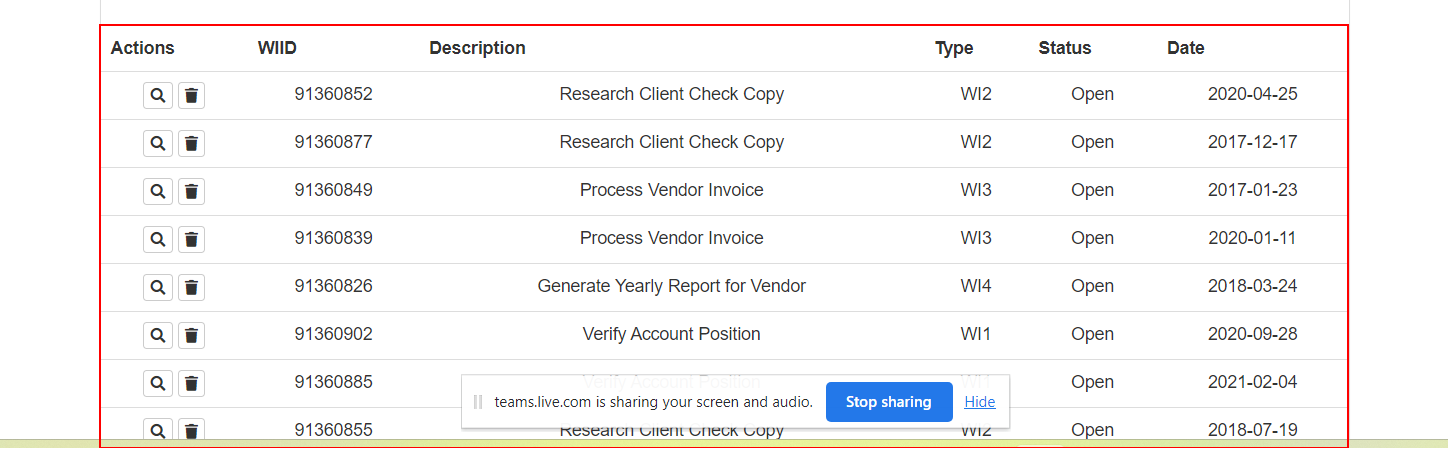 Actions WIID Description Type Status Date
91360852 Research Client Check Copy WI2 Open 2020-04-25
91360877 Research Client Check Copy WI2 Open 2017-12-17
91360849 Process Vendor Invoice WI3 Open 2017-01-23
91360839 Process Vendor Invoice WI3 Open 2020-01-11
91360826 Generate Yearly Report for Vendor WI4 Open 2018-03-24
91360902 Verify Account Position WI1 Open 2020-09-28
91360885 Verify Account Position WI1 Open 2021-02-04
teams.live.com is sharing your screen and audio. Stop sharing Hide
91360855 Research Client Check Copy WI2 Open 2018-07-19